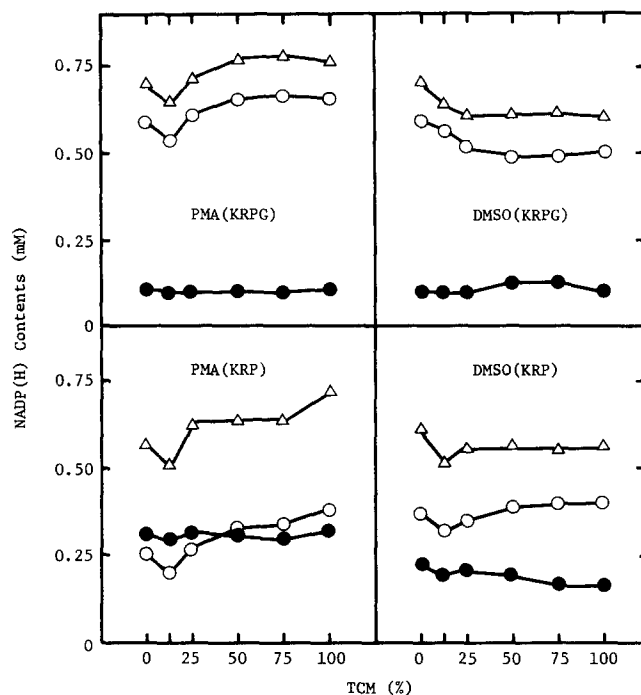 NADP(H) Contents (mM)
0.75
0.50
0.25
0
PMA(KRPG)
DMSO(KRPG)
0.75
0.50
0.25
0
PMA(KRP)
DMSO(KRP)
0 25 50 75 100
0 25 50 75 100
TCM (%)